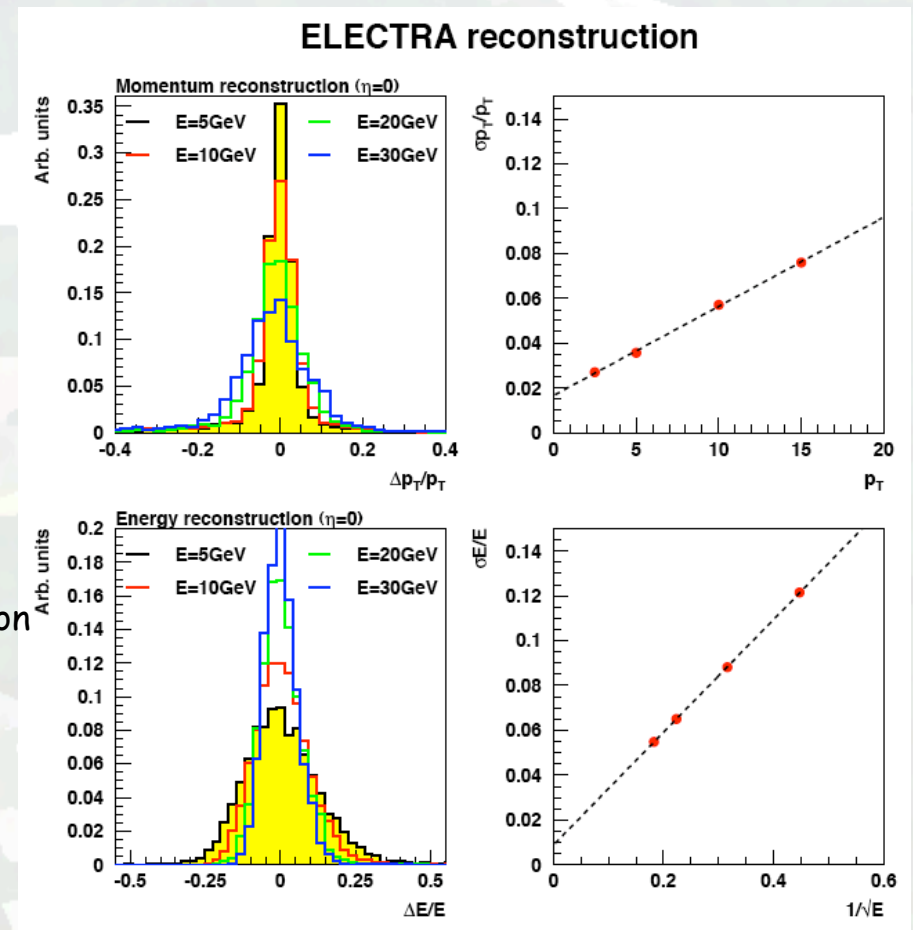 ELECTRA reconstruction
Momentum reconstruction (η=0)
Arb. units
E=5GeV
E=20GeV
E=10GeV
E=30GeV
0.35
0.3
0.25
0.2
0.15
0.1
0.05
0
-0.4
-0.2
0
0.2
0.4
ΔpT/pT
σpT/pT
0.14
0.12
0.1
0.08
0.06
0.04
0.02
0
0
5
10
15
20
pT
Energy reconstruction (η=0)
on
Arb. units
E=5GeV
E=20GeV
E=10GeV
E=30GeV
0.2
0.18
0.16
0.14
0.12
0.1
0.08
0.06
0.04
0.02
0
-0.5
-0.25
0
0.25
0.5
ΔE/E
σE/E
0.14
0.12
0.1
0.08
0.06
0.04
0.02
0
0
0.2
0.4
0.6
1/√E